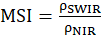 MSI = ρSWIR / ρNIR